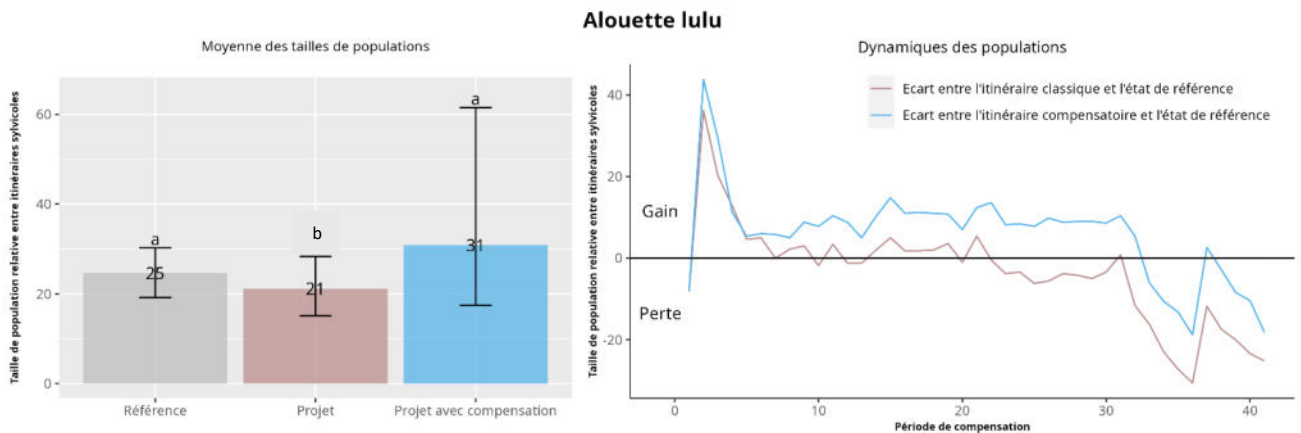 Alouette lulu
Moyenne des tailles de populations
Taille de population relative entre itinéraires sylvicoles
60
40
20
0
a
25
b
21
a
31
Référence
Projet
Projet avec compensation
Dynamiques des populations
Taille de population relative entre itinéraires sylvicoles
Ecart entre l'itinéraire classique et l'état de référence
Ecart entre l'itinéraire compensatoire et l'état de référence
40
20
0
-20
Gain
Perte
0
10
20
30
40
Période de compensation